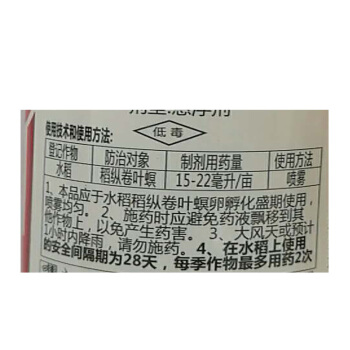 剂型:悬浮剂
使用技术和使用方法:
低毒
登记作物 防治对象 制剂用药量 使用方法
水稻 稻纵卷叶螟 15-22毫升/亩 喷雾
1、本品应于水稻稻纵卷叶螟卵孵化盛期使用,
喷雾均匀。 2、施药时应避免药液飘移到其
他作物上,以免产生药害。 3、大风天或预计
1小时内降雨,请勿施药。4、在水稻上使用
的安全间隔期为28天,每季作物最多用药2次